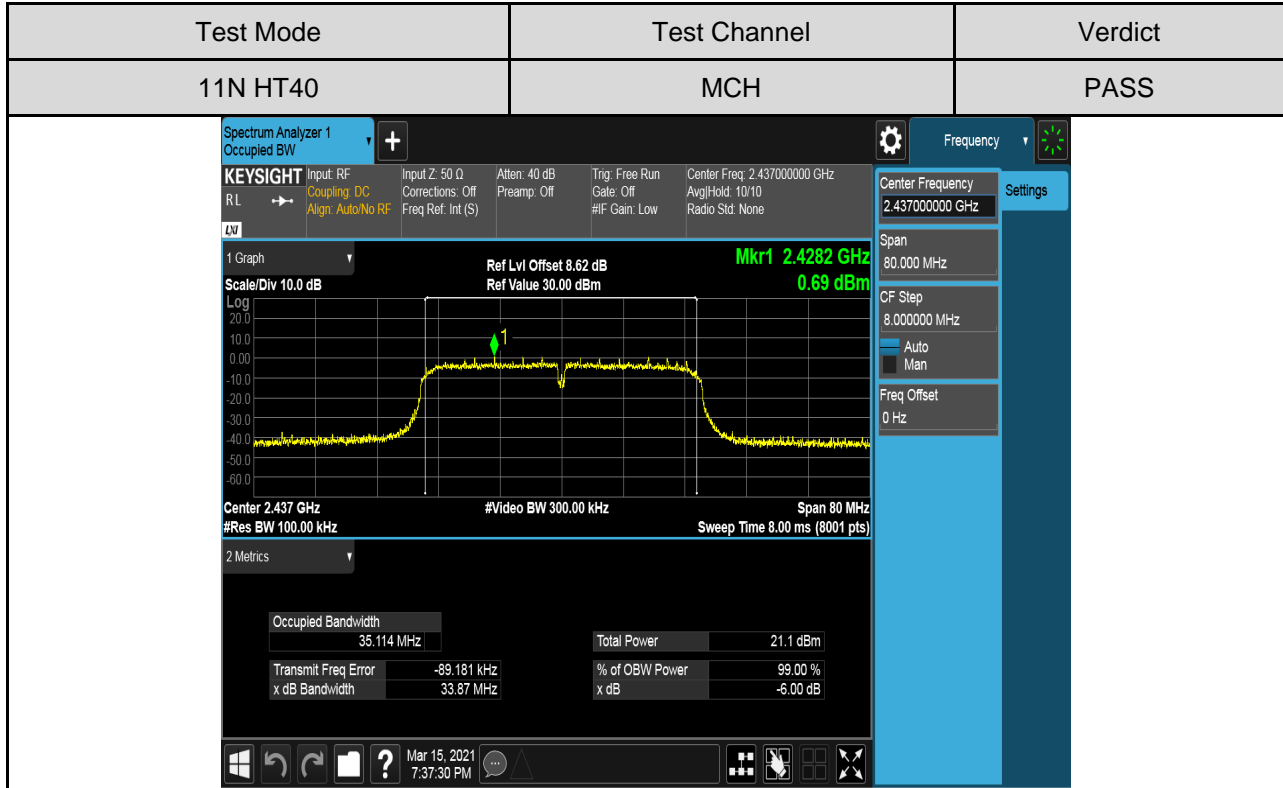 Test Mode Test Channel Verdict
11N HT40 MCH PASS
Spectrum Analyzer 1
Occupied BW
Frequency
KEYSIGHT Input: RF Input Z: 50 Ω Atten: 40 dB Trig: Free Run Center Freq: 2.437000000 GHz
RL Coupling: DC Corrections: Off Preamp: Off Gate: Off Avg|Hold: 10/10
Align: Auto/No RF Freq Ref: Int (S) #IF Gain: Low Radio Std: None
LXI
Center Frequency
2.437000000 GHz
Settings
Span
80.000 MHz
CF Step
8.000000 MHz
Auto
Man
Freq Offset
0 Hz
1 Graph
Ref Lvl Offset 8.62 dB
Mkr1 2.4282 GHz
Scale/Div 10.0 dB Ref Value 30.00 dBm 0.69 dBm
Log
20.0
10.0
0.00
-10.0
-20.0
-30.0
-40.0
-50.0
-60.0
1
Center 2.437 GHz #Video BW 300.00 kHz Span 80 MHz
#Res BW 100.00 kHz Sweep Time 8.00 ms (8001 pts)
2 Metrics
Occupied Bandwidth
35.114 MHz Total Power 21.1 dBm
Transmit Freq Error -89.181 kHz % of OBW Power 99.00 %
x dB Bandwidth 33.87 MHz x dB -6.00 dB
Mar 15, 2021
7:37:30 PM